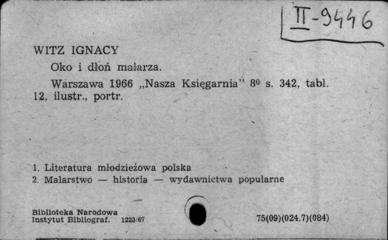 II-9446
WITZ IGNACY
Oko i dłoń malarza.
Warszawa 1966 „Nasza Księgarnia" 8⁰ s. 342, tabl.
12, ilustr., portr.
1. Literatura młodzieżowa polska
2. Malarstwo — historia — wydawnictwa popularne
Biblioteka Narodowa
Instytut Bibliograf. 1223/67
75(09)(024.7)(084)